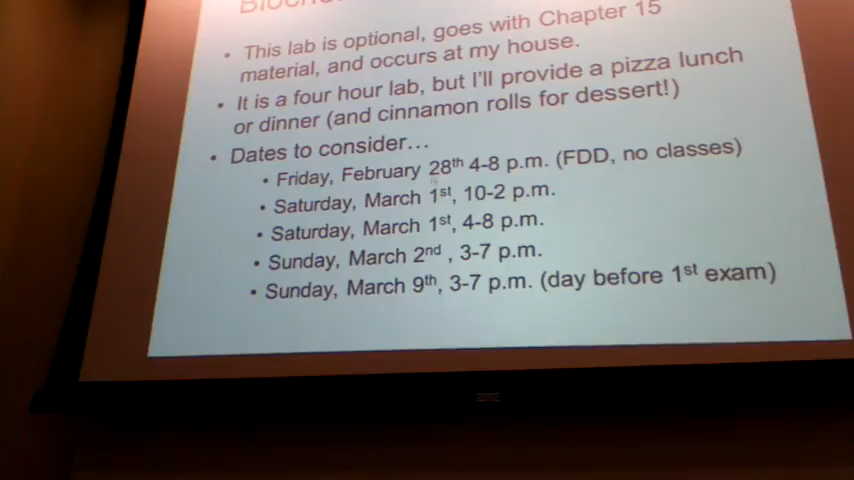 • This lab is optional, goes with Chapter 15
material, and occurs at my house.
• It is a four hour lab, but I'll provide a pizza lunch
or dinner (and cinnamon rolls for dessert!)
• Dates to consider…
• Friday, February 28th 4-8 p.m. (FDD, no classes)
• Saturday, March 1st, 10-2 p.m.
• Saturday, March 1st, 4-8 p.m.
• Sunday, March 2nd , 3-7 p.m.
• Sunday, March 9th, 3-7 p.m. (day before 1st exam)